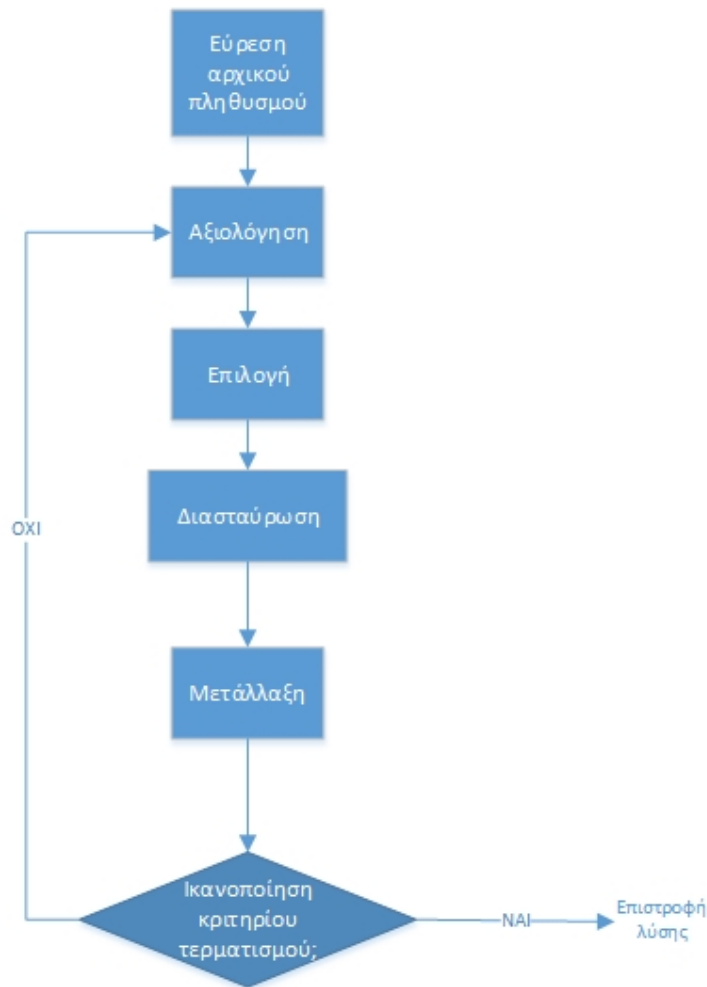 Εύρεση
αρχικού
πληθυσμού
Αξιολόγηση
Επιλογή
Διασταύρωση
ΟΧΙ
Μετάλλαξη
Ικανοποίηση
κριτηρίου
τερματισμού;
ΝΑΙ
Επιστροφή
λύσης